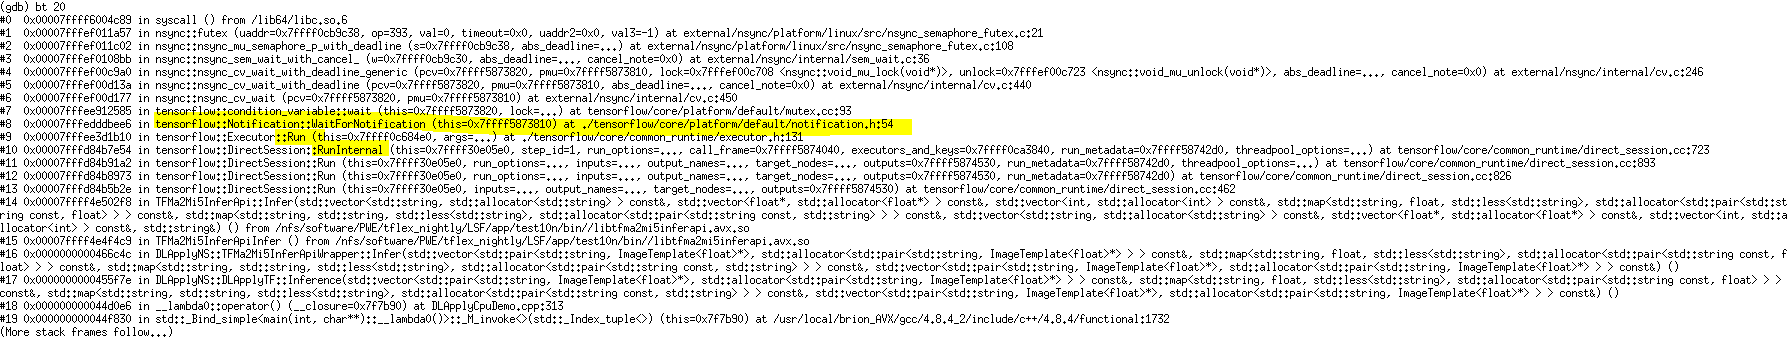 (gdb) bt 20
#0  0x00007ffff6004c89 in syscall () from /lib64/libc.so.6
#1  0x00007fffef011a57 in nsync::futex (uaddr=0x7ffff0cb9c38, op=393, val=0, timeout=0x0, uaddr2=0x0, val3=-1) at external/nsync/platform/linux/src/nsync_semaphore_futex.c:21
#2  0x00007fffef011c02 in nsync::nsync_mu_semaphore_p_with_deadline (s=0x7ffff0cb9c38, abs_deadline=...) at external/nsync/platform/linux/src/nsync_semaphore_futex.c:108
#3  0x00007fffef0108bb in nsync::nsync_sem_wait_with_cancel_ (w=0x7ffff0cb9c30, abs_deadline=..., cancel_note=0x0) at external/nsync/internal/sem_wait.c:36
#4  0x00007fffef00c9a0 in nsync::nsync_cv_wait_with_deadline_generic (pcv=0x7ffff5873820, pmu=0x7ffff5873810, lock=0x7fffef00c708 <nsync::void_mu_lock(void*)>, unlock=0x7fffef00c723 <nsync::void_mu_unlock(void*)>, abs_deadline=..., cancel_note=0x0) at external/nsync/internal/cv.c:246
#5  0x00007fffef00d13a in nsync::nsync_cv_wait_with_deadline (pcv=0x7ffff5873820, pmu=0x7ffff5873810, abs_deadline=..., cancel_note=0x0) at external/nsync/internal/cv.c:440
#6  0x00007fffef00d177 in nsync::nsync_cv_wait (pcv=0x7ffff5873820, pmu=0x7ffff5873810) at external/nsync/internal/cv.c:450
#7  0x00007fffee912585 in tensorflow::condition_variable::wait (this=0x7ffff5873820, lock=...) at tensorflow/core/platform/default/mutex.cc:93
#8  0x00007fffde8bbee6 in tensorflow::Notification::WaitForNotification (this=0x7ffff5873810) at ./tensorflow/core/platform/default/notification.h:54
#9  0x00007fffee3d1b10 in tensorflow::Executor::Run (this=0x7ffff0c684e0, args=...) at ./tensorflow/core/common_runtime/executor.h:131
#10 0x00007fffd84b7e54 in tensorflow::DirectSession::RunInternal (this=0x7ffff30e05e0, step_id=1, run_options=..., call_frame=0x7ffff5874040, executors_and_keys=0x7ffff0ca3840, run_metadata=0x7ffff58742d0, threadpool_options=...) at tensorflow/core/common_runtime/direct_session.cc:723
#11 0x00007fffd84b91a2 in tensorflow::DirectSession::Run (this=0x7ffff30e05e0, run_options=..., inputs=..., output_names=..., target_nodes=..., outputs=0x7ffff5874530, run_metadata=0x7ffff58742d0, threadpool_options=...) at tensorflow/core/common_runtime/direct_session.cc:893
#12 0x00007fffd84b8973 in tensorflow::DirectSession::Run (this=0x7ffff30e05e0, run_options=..., inputs=..., output_names=..., target_nodes=..., outputs=0x7ffff5874530, run_metadata=0x7ffff58742d0) at tensorflow/core/common_runtime/direct_session.cc:826
#13 0x00007fffd84b5b2e in tensorflow::DirectSession::Run (this=0x7ffff30e05e0, inputs=..., output_names=..., target_nodes=..., outputs=0x7ffff5874530) at tensorflow/core/common_runtime/direct_session.cc:462
#14 0x00007ffff4e502f8 in TFMa2Mi5InferApi::Infer(std::vector<std::string, std::allocator<std::string> > const&, std::vector<float*, std::allocator<float*> > const&, std::vector<int, std::allocator<int> > const&, std::map<std::string, float, std::less<std::string>, std::allocator<std::pair<std::st
ring const, float> > > const&, std::map<std::string, std::string, std::less<std::string>, std::allocator<std::pair<std::string const, std::string> > > const&, std::vector<std::string, std::allocator<std::string> > const&, std::vector<float*, std::allocator<float*> > const&, std::vector<int, std::a
llocator<int> > const&, std::string&) () from /nfs/software/PWE/tflex_nightly/LSF/app/test10n/bin//libtfma2mi5inferapi.avx.so
#15 0x00007ffff4e4f4c9 in TFMa2Mi5InferApiInfer () from /nfs/software/PWE/tflex_nightly/LSF/app/test10n/bin//libtfma2mi5inferapi.avx.so
#16 0x0000000000466c4c in DLApplyNS::TFMa2Mi5InferApiWrapper::Infer(std::vector<std::pair<std::string, ImageTemplate<float>*>, std::allocator<std::pair<std::string, ImageTemplate<float>*> > > const&, std::map<std::string, float, std::less<std::string>, std::allocator<std::pair<std::string const, f
loat> > > const&, std::map<std::string, std::string, std::less<std::string>, std::allocator<std::pair<std::string const, std::string> > > const&, std::vector<std::pair<std::string, ImageTemplate<float>*>, std::allocator<std::pair<std::string, ImageTemplate<float>*> > > const&) ()
#17 0x0000000000455f7e in DLApplyNS::DLApplyTF::Inference(std::vector<std::pair<std::string, ImageTemplate<float>*>, std::allocator<std::pair<std::string, ImageTemplate<float>*> > > const&, std::map<std::string, float, std::less<std::string>, std::allocator<std::pair<std::string const, float> > >
const&, std::map<std::string, std::string, std::less<std::string>, std::allocator<std::pair<std::string const, std::string> > > const&, std::vector<std::pair<std::string, ImageTemplate<float>*>, std::allocator<std::pair<std::string, ImageTemplate<float>*> > > const&) ()
#18 0x000000000044d0e6 in __lambda0::operator() (__closure=0x7f7b90) at DLApplyCpuDemo.cpp:313
#19 0x000000000044f830 in std::_Bind_simple<main(int, char**)::__lambda0()>::_M_invoke<>(std::_Index_tuple<>) (this=0x7f7b90) at /usr/local/brion_AVX/gcc/4.8.4_2/include/c++/4.8.4/functional:1732
(More stack frames follow...)